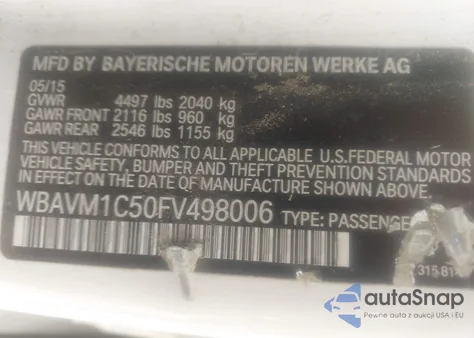 MFD BY BAYERISCHE MOTOREN WERKE AG
05/15
GVWR 4497 lbs 2040 kg
GAWR FRONT 2116 lbs 960 kg
GAWR REAR 2546 lbs 1155 kg
THIS VEHICLE CONFORMS TO ALL APPLICABLE U.S.FEDERAL MOTOR
VEHICLE SAFETY, BUMPER AND THEFT PREVENTION STANDARDS
IN EFFECT ON THE DATE OF MANUFACTURE SHOWN ABOVE.
WBAVM1C50FV498006 TYPE: PASSENGE
315 814
autaSnap
Pewne auta z aukcji USA i EU